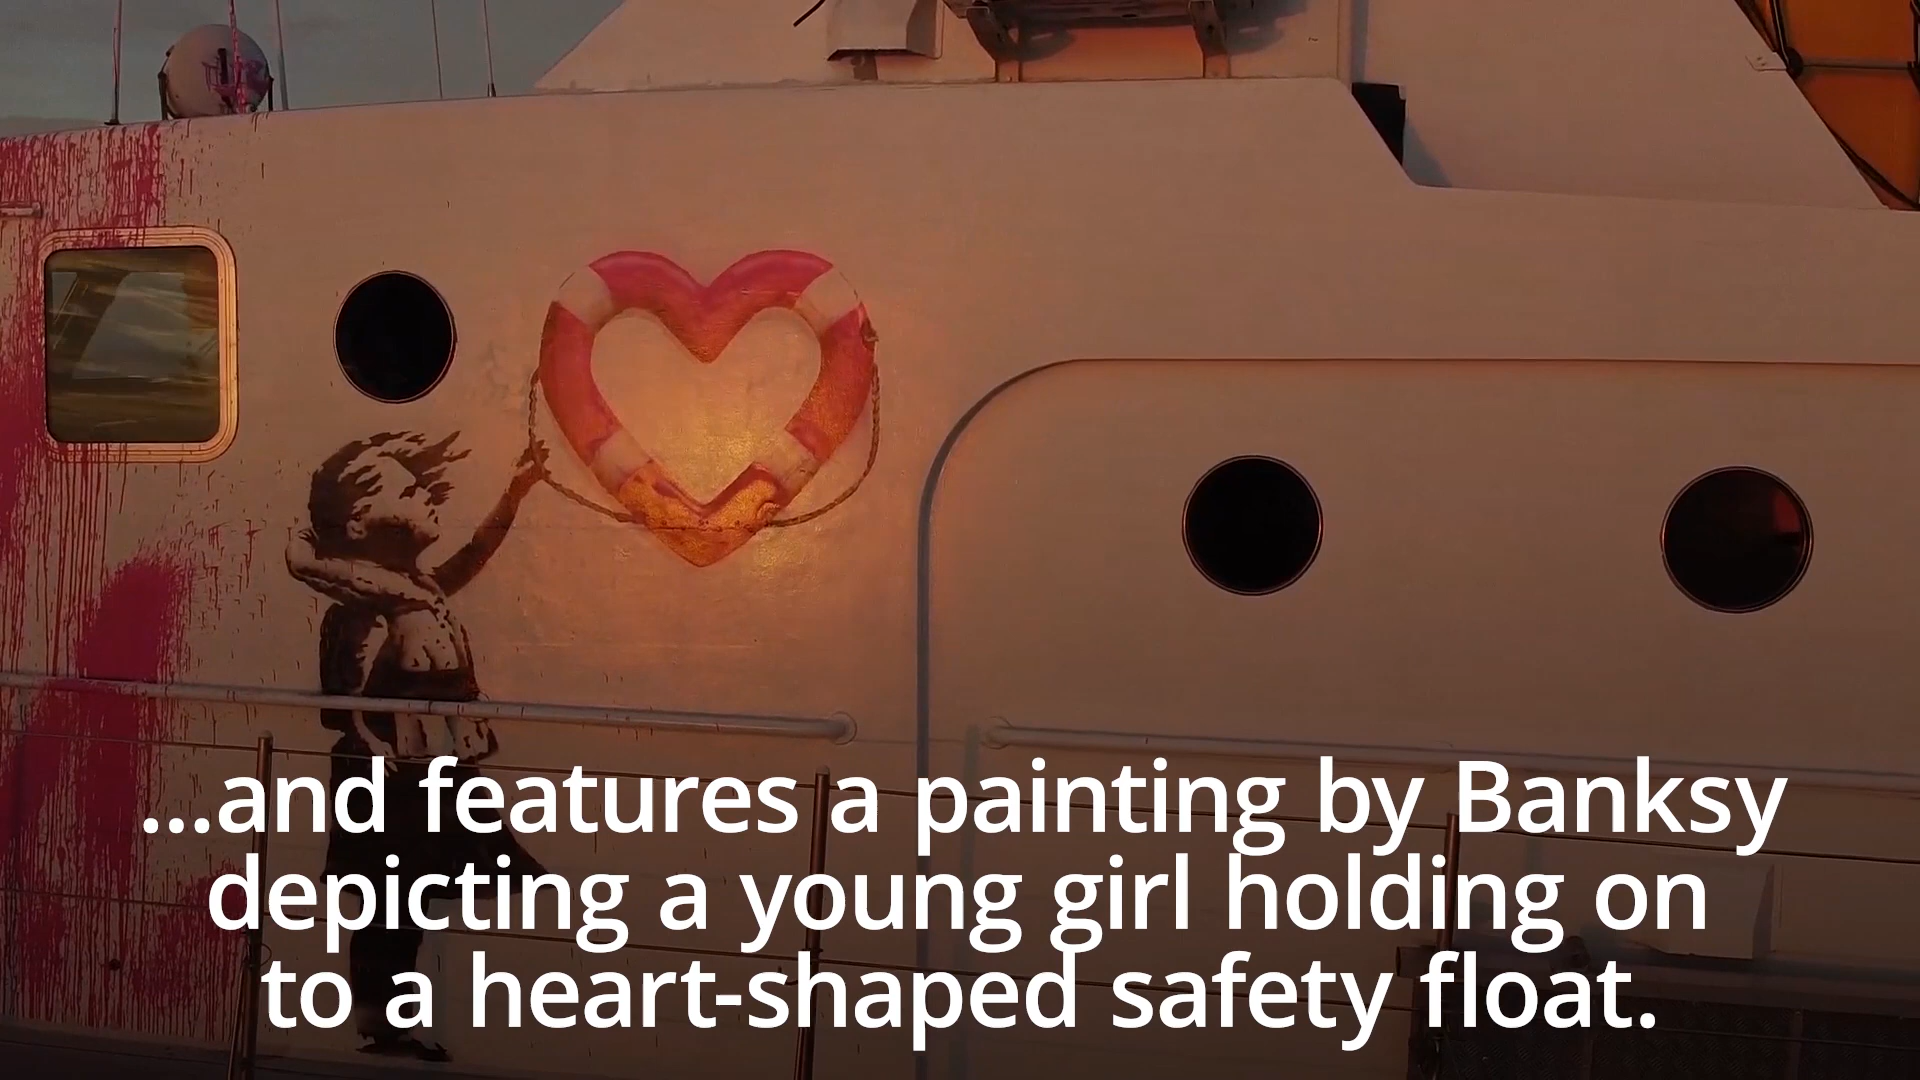 ...and features a painting by Banksy
depicting a young girl holding on
to a heart-shaped safety float.